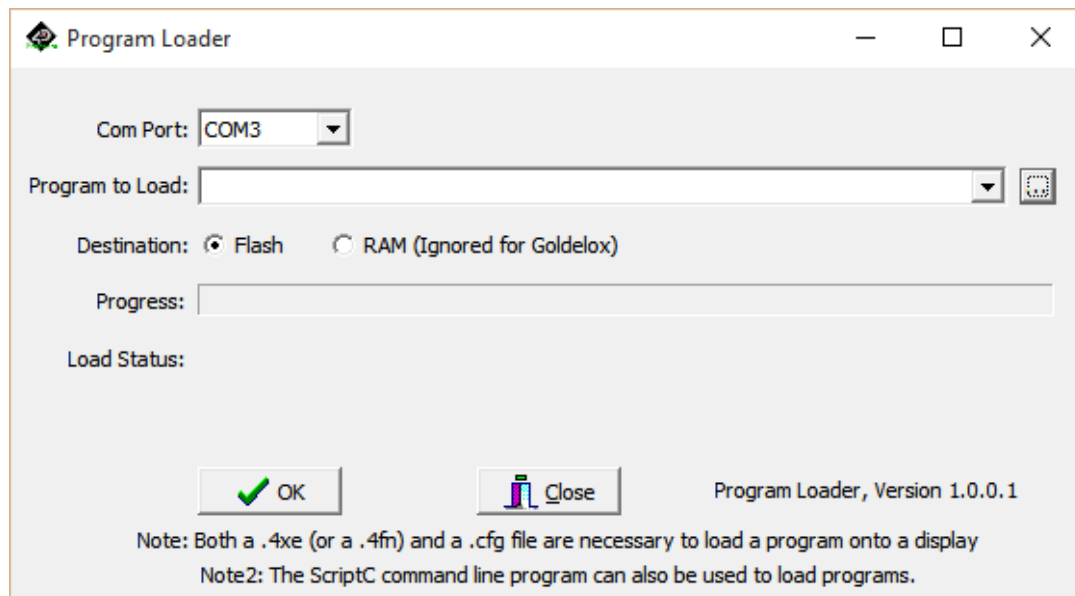 Program Loader
Com Port: COM3
Program to Load:
...
Destination: Flash RAM (Ignored for Goldelox)
Progress:
Load Status:
OK Close Program Loader, Version 1.0.0.1
Note: Both a .4xe (or a .4fn) and a .cfg file are necessary to load a program onto a display
Note2: The ScriptC command line program can also be used to load programs.